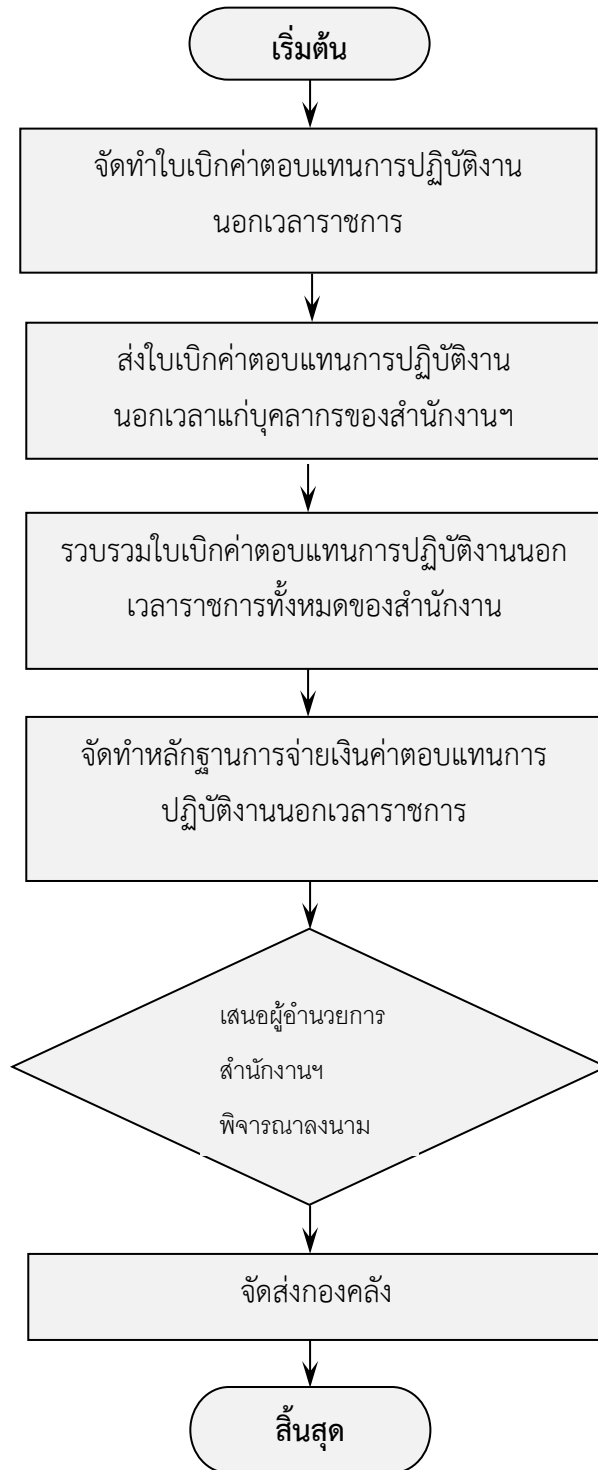 เริ่มต้น
จัดทำใบเบิกค่าตอบแทนการปฏิบัติงาน
นอกเวลาราชการ
ส่งใบเบิกค่าตอบแทนการปฏิบัติงาน
นอกเวลาแก่บุคลากรของสำนักงานฯ
รวบรวมใบเบิกค่าตอบแทนการปฏิบัติงานนอก
เวลาราชการทั้งหมดของสำนักงาน
จัดทำหลักฐานการจ่ายเงินค่าตอบแทนการ
ปฏิบัติงานนอกเวลาราชการ
เสนอผู้อำนวยการ
สำนักงานฯ
พิจารณาลงนาม
จัดส่งกองคลัง
สิ้นสุด